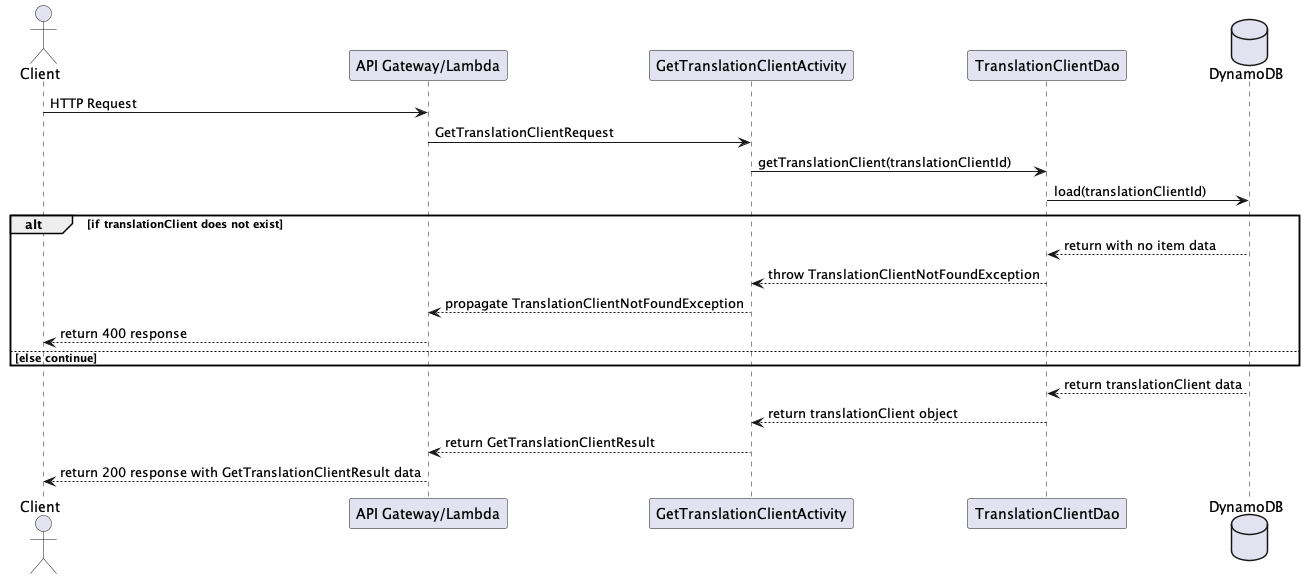 Client
API Gateway/Lambda
GetTranslationClientActivity
TranslationClientDao
DynamoDB
HTTP Request
GetTranslationClientRequest
getTranslationClient(translationClientId)
load(translationClientId)
alt
[if translationClient does not exist]
return with no item data
throw TranslationClientNotFoundException
propagate TranslationClientNotFoundException
return 400 response
[else continue]
return translationClient data
return translationClient object
return GetTranslationClientResult
return 200 response with GetTranslationClientResult data
Client
API Gateway/Lambda
GetTranslationClientActivity
TranslationClientDao
DynamoDB